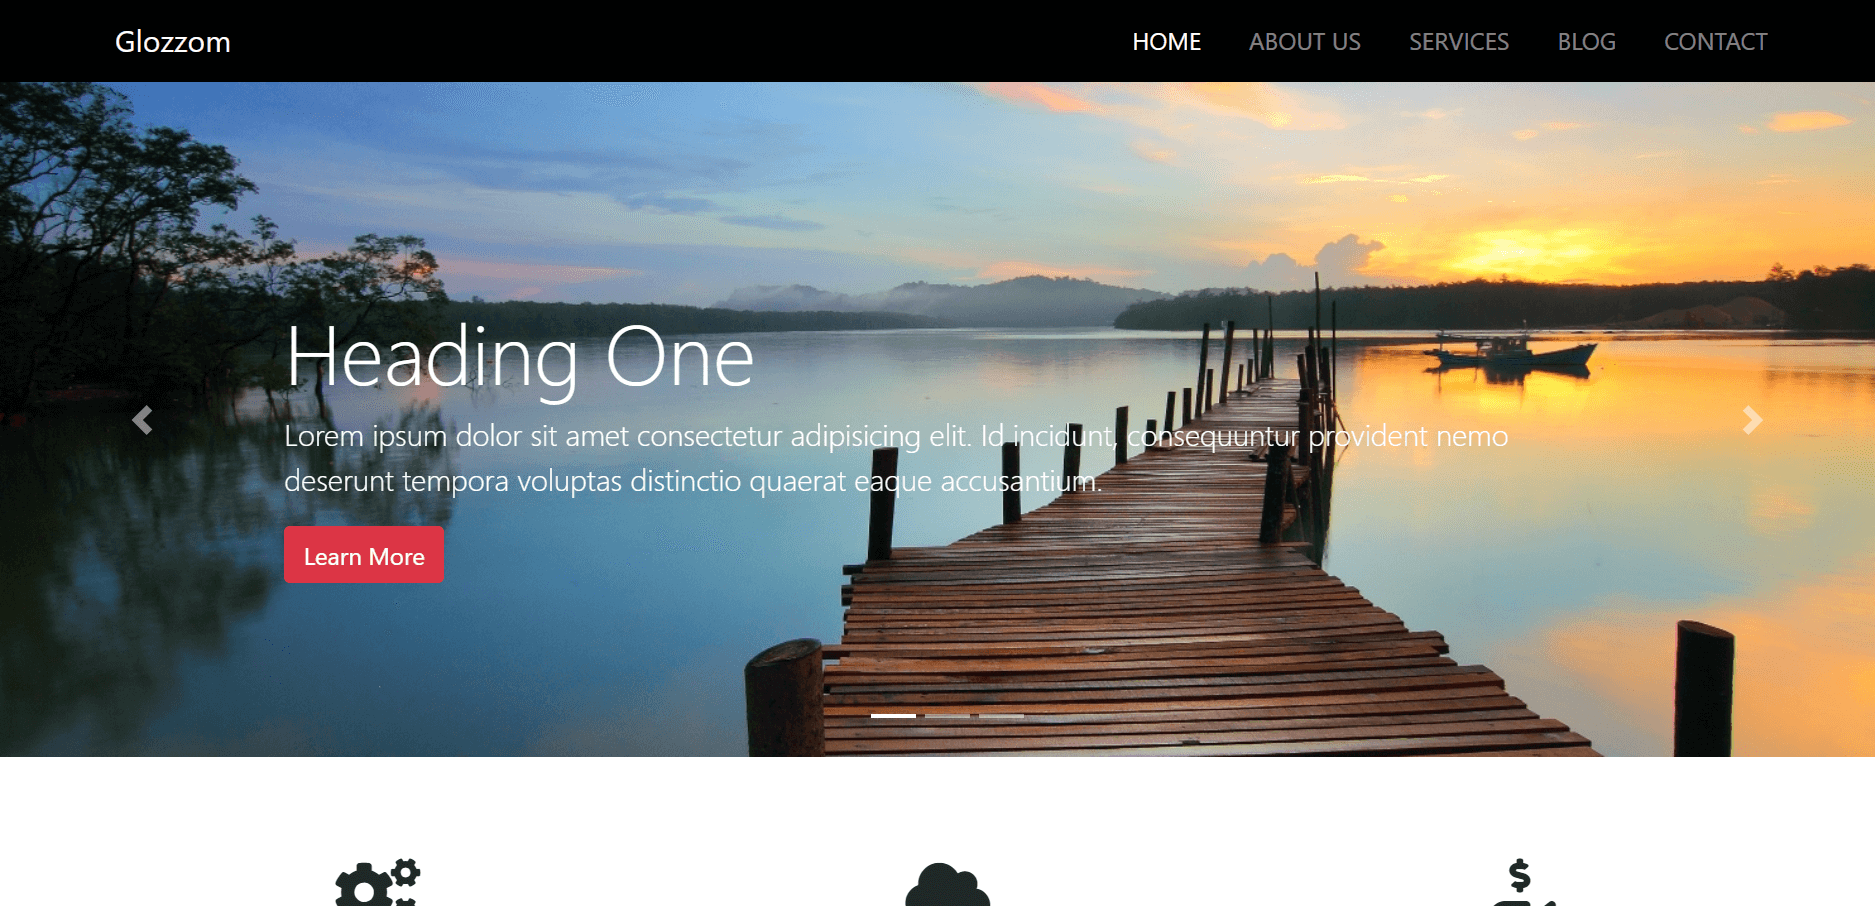 Glozzom
HOME ABOUT US SERVICES BLOG CONTACT
Heading One
Lorem ipsum dolor sit amet consectetur adipisicing elit. Id incidunt, consequuntur provident nemo
deserunt tempora voluptas distinctio quaerat eaque accusantium.
Learn More
$